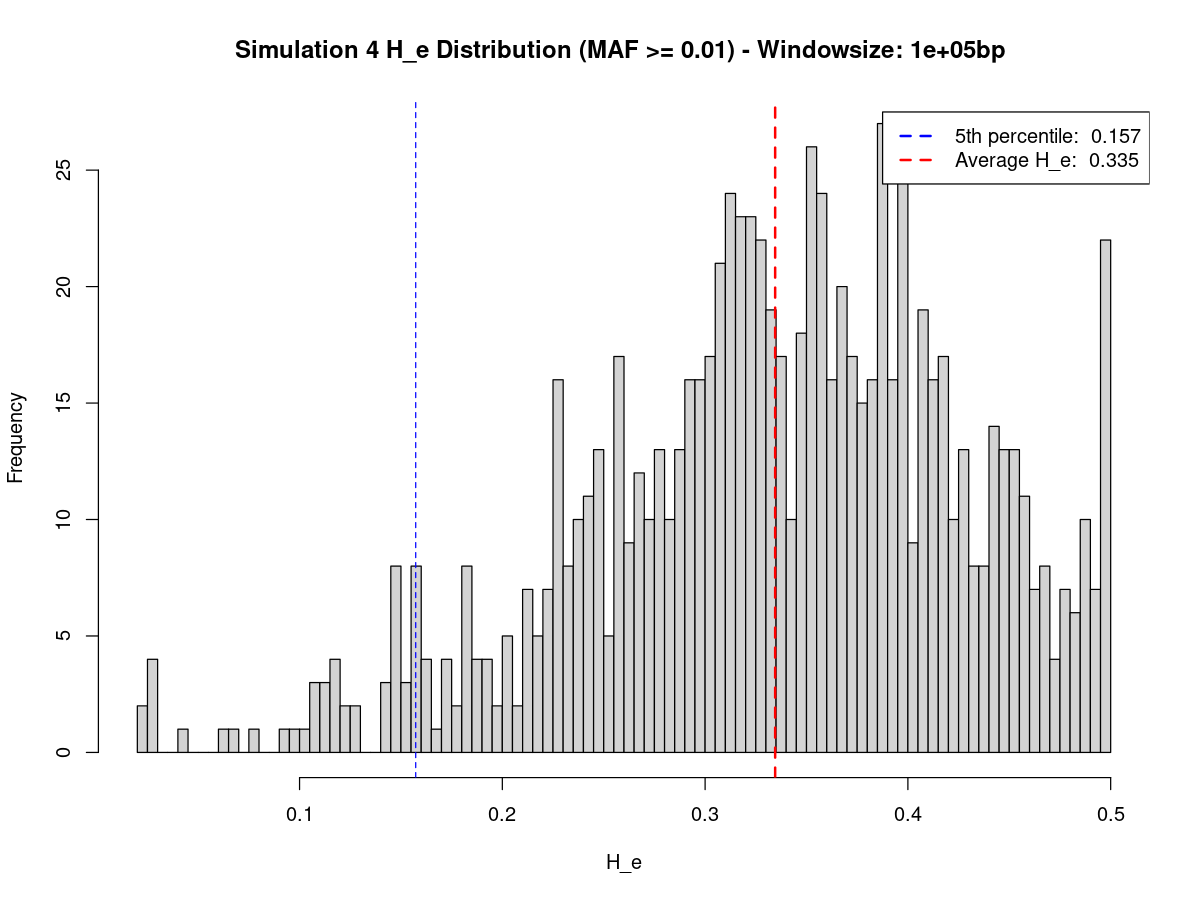 Simulation 4 H_e Distribution (MAF >= 0.01) - Windowsize: 1e+05bp
5th percentile: 0.157
Average H_e: 0.335
Frequency
25
20
15
10
5
0
0.1 0.2 0.3 0.4 0.5
H_e